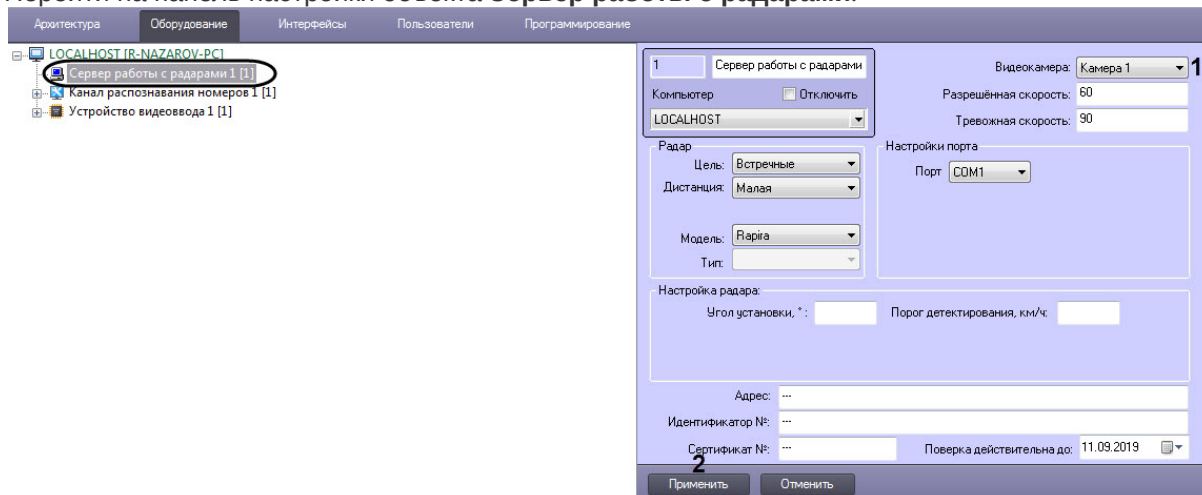 Перейти на панель настройки объекта Сервер работы с радарами.
Архитектура Оборудование Интерфейсы Пользователи Программирование
LOCALHOST [R-NAZAROV-PC]
Сервер работы с радарами 1 [1]
Канал распознавания номеров 1 [1]
Устройство видеоввода 1 [1]
1 Сервер работы с радарами
Компьютер Отключить
LOCALHOST
Видеокамера: Камера 1 1
Разрешённая скорость: 60
Тревожная скорость: 90
Радар
Цель: Встречные
Дистанция: Малая
Модель: Rapira
Тип:
Настройки порта
Порт COM1
Настройка радара:
Угол установки, ° : Порог детектирования, км/ч:
Адрес: ---
Идентификатор №: ---
Сертификат №: --- Поверка действительна до: 11.09.2019
2
Применить Отменить